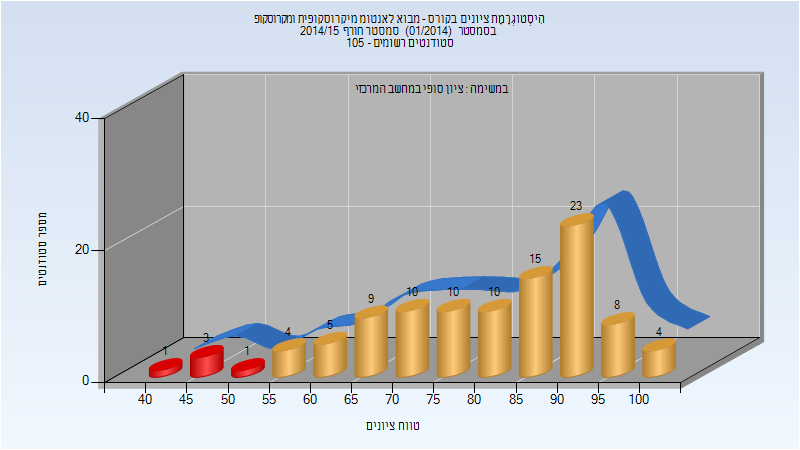 היסטוגרמת ציונים בקורס - מבוא לאנטומ מיקרוסקופית ומקרוסקופ
בסמסטר (01/2014) סמסטר חורף 2014/15
סטודנטים רשומים - 105
במשימה : ציון סופי במחשב המרכזי
מספר סטודנטים
40
20
0
1
3
1
4
5
9
10
10
10
15
23
8
4
40 45 50 55 60 65 70 75 80 85 90 95 100
טווח ציונים